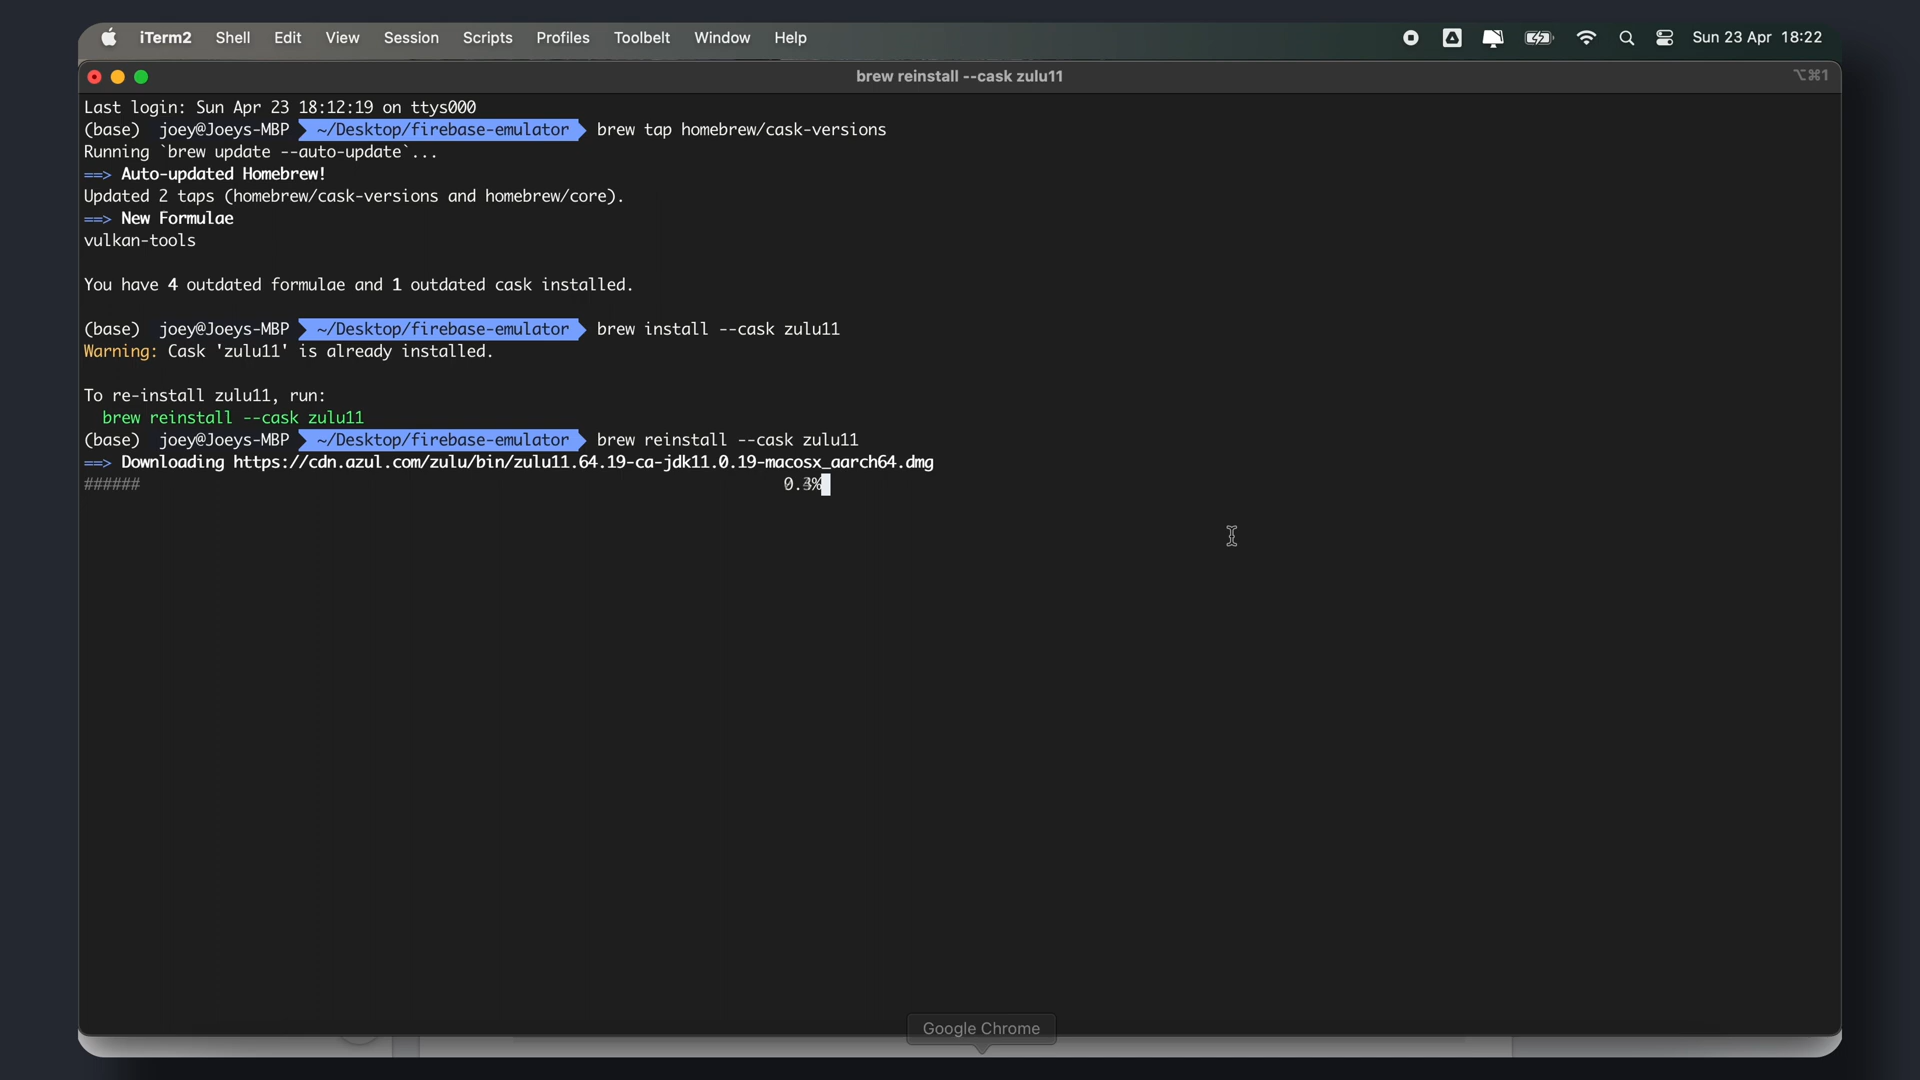 iTerm2 Shell Edit View Session Scripts Profiles Toolbelt Window Help Sun 23 Apr 18:22
brew reinstall --cask zulu11 ⌥⌘1
Last login: Sun Apr 23 18:12:19 on ttys000
(base) joey@Joeys-MBP ~/Desktop/firebase-emulator brew tap homebrew/cask-versions
Running `brew update --auto-update`...
==> Auto-updated Homebrew!
Updated 2 taps (homebrew/cask-versions and homebrew/core).
==> New Formulae
vulkan-tools
You have 4 outdated formulae and 1 outdated cask installed.
(base) joey@Joeys-MBP ~/Desktop/firebase-emulator brew install --cask zulu11
Warning: Cask 'zulu11' is already installed.
To re-install zulu11, run:
brew reinstall --cask zulu11
(base) joey@Joeys-MBP ~/Desktop/firebase-emulator brew reinstall --cask zulu11
==> Downloading https://cdn.azul.com/zulu/bin/zulu11.64.19-ca-jdk11.0.19-macosx_aarch64.dmg
######
Google Chrome